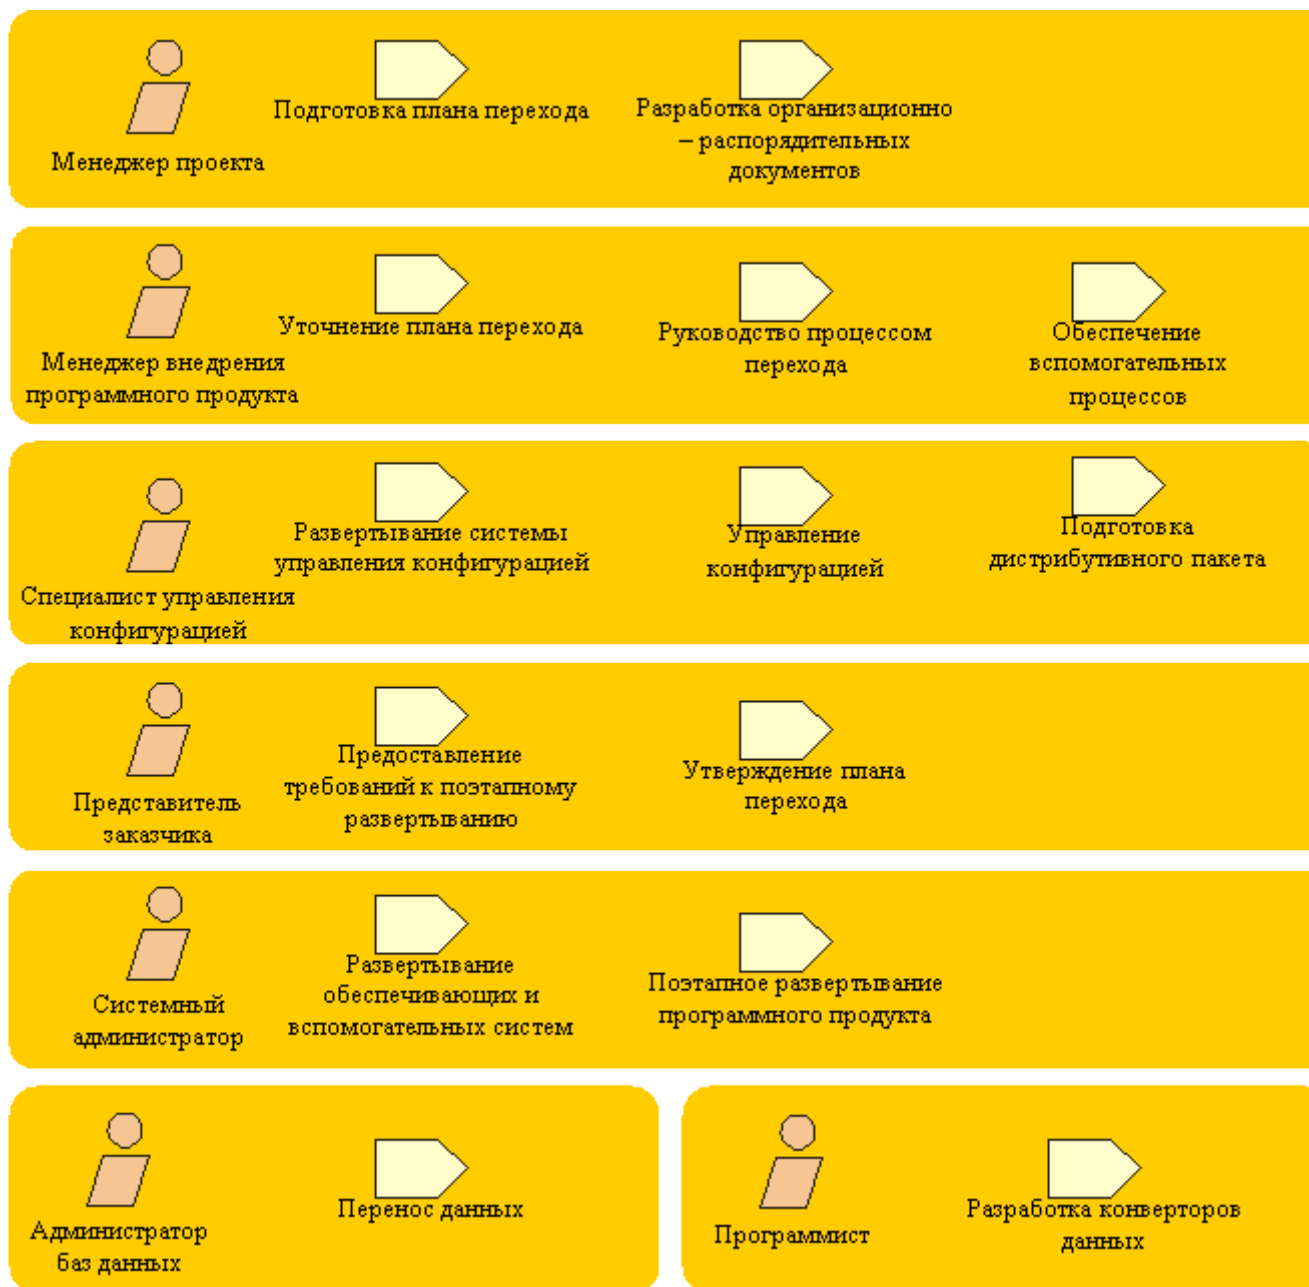 Менеджер проекта
Подготовка плана перехода
Разработка организационно
– распорядительных
документов
Менеджер внедрения
программного продукта
Уточнение плана перехода
Руководство процессом
перехода
Обеспечение
вспомогательных
процессов
Специалист управления
конфигурацией
Развертывание системы
управления конфигурацией
Управление
конфигурацией
Подготовка
дистрибутивного пакета
Представитель
заказчика
Предоставление
требований к поэтапному
развертыванию
Утверждение плана
перехода
Системный
администратор
Развертывание
обеспечивающих и
вспомогательных систем
Поэтапное развертывание
программного продукта
Администратор
баз данных
Перенос данных
Программист
Разработка конверторов
данных